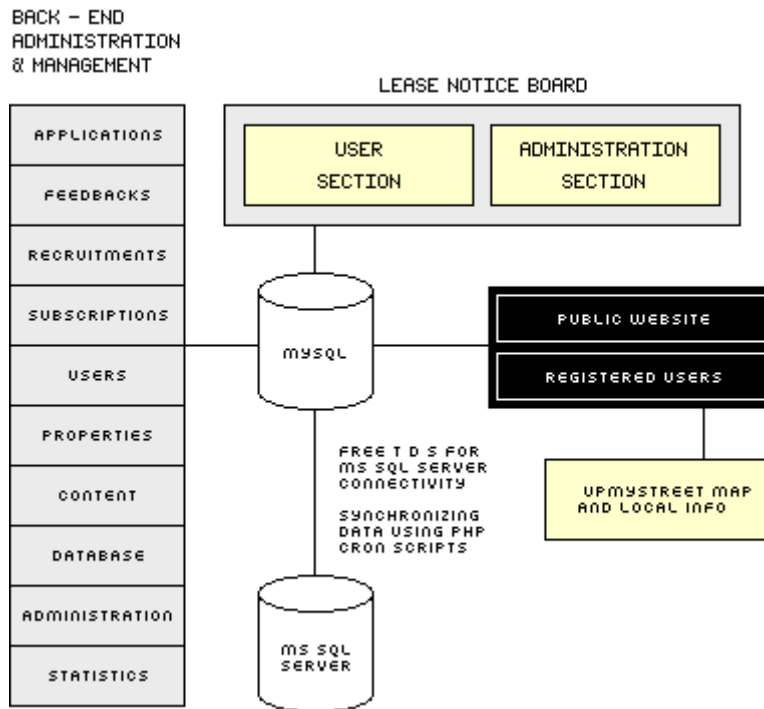 BACK - END
ADMINISTRATION
& MANAGEMENT
APPLICATIONS
FEEDBACKS
RECRUITMENTS
SUBSCRIPTIONS
USERS
PROPERTIES
CONTENT
DATABASE
ADMINISTRATION
STATISTICS
LEASE NOTICE BOARD
USER
SECTION
ADMINISTRATION
SECTION
MYSQL
PUBLIC WEBSITE
REGISTERED USERS
FREE T D S FOR
MS SQL SERVER
CONNECTIVITY
SYNCHRONIZING
DATA USING PHP
CRON SCRIPTS
UPMYSTREET MAP
AND LOCAL INFO
MS SQL
SERVER